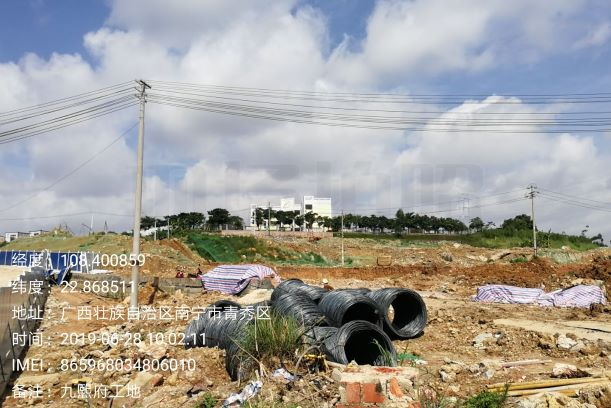 经度：108.400859
纬度：22.868511
地址：广西壮族自治区南宁市青秀区
时间：2019-06-28 10:02:11
IMEI：865968034806010
备注：九凰府工地